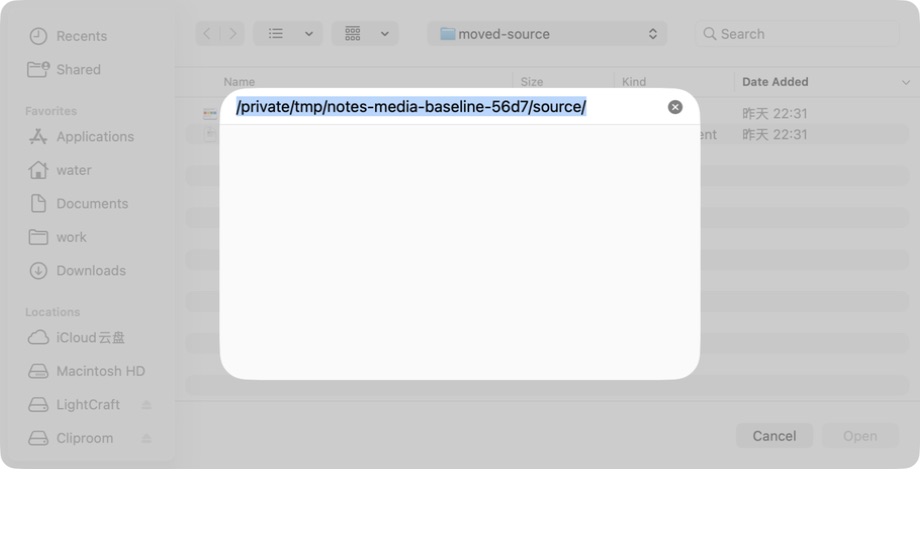 Recents
Shared
Favorites
Applications
water
Documents
work
Downloads
Locations
iCloud云盘
Macintosh HD
LightCraft
Cliproom
moved-source
Search
Name Size Kind Date Added
/private/tmp/notes-media-baseline-56d7/source/
昨天 22:31
昨天 22:31
Cancel Open